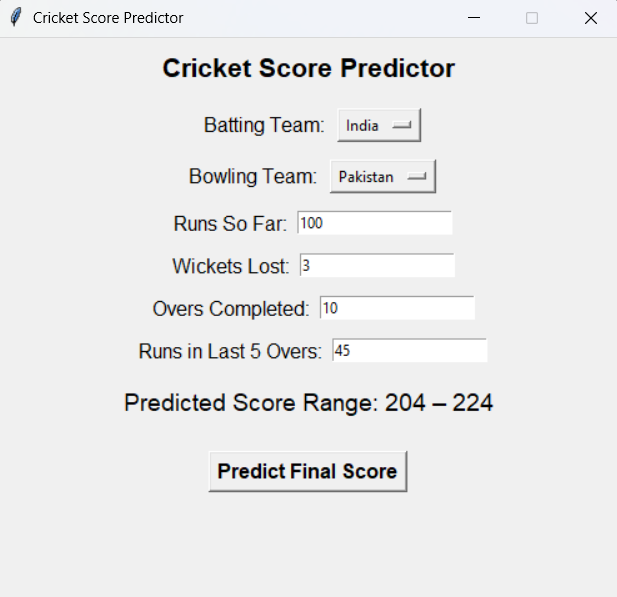 Cricket Score Predictor
Cricket Score Predictor
Batting Team: India
Bowling Team: Pakistan
Runs So Far: 100
Wickets Lost: 3
Overs Completed: 10
Runs in Last 5 Overs: 45
Predicted Score Range: 204 – 224
Predict Final Score